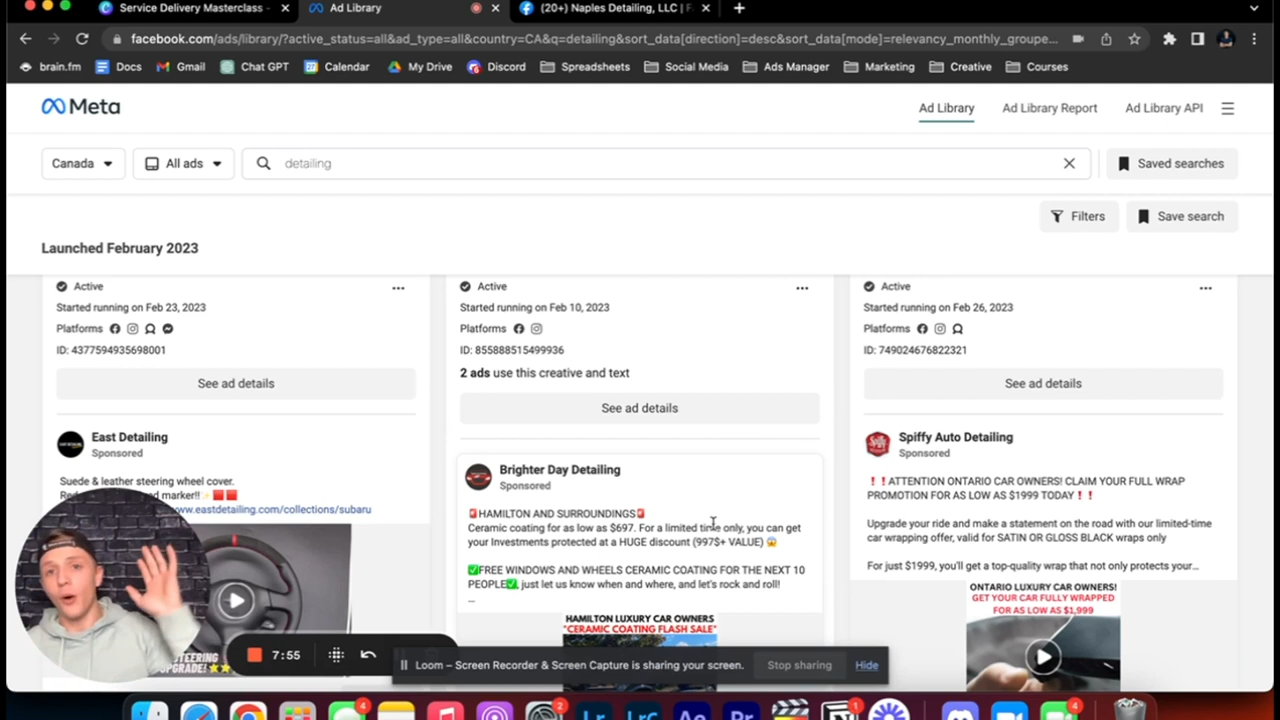 Service Delivery Masterclass -
Ad Library
(20+) Naples Detailing, LLC | F
facebook.com/ads/library/?active_status=all&ad_type=all&country=CA&q=detailing&sort_data[direction]=desc&sort_data[mode]=relevancy_monthly_groupe...
brain.fm
Docs
Gmail
Chat GPT
Calendar
My Drive
Discord
Spreadsheets
Social Media
Ads Manager
Marketing
Creative
Courses
Meta
Ad Library
Ad Library Report
Ad Library API
Canada
All ads
detailing
Saved searches
Filters
Save search
Launched February 2023
Active
Started running on Feb 23, 2023
Platforms
ID: 4377594935698001
See ad details
East Detailing
Sponsored
Suede & leather steering wheel cover.
marker!!
www.eastdetailing.com/collections/subaru
STEERING
UPGRADE!
Active
Started running on Feb 10, 2023
Platforms
ID: 855888515499936
2 ads use this creative and text
See ad details
Brighter Day Detailing
Sponsored
🚨HAMILTON AND SURROUNDINGS🚨
Ceramic coating for as low as $697. For a limited time only, you can get
your Investments protected at a HUGE discount (997$+ VALUE) 😱
✅FREE WINDOWS AND WHEELS CERAMIC COATING FOR THE NEXT 10
PEOPLE✅, just let us know when and where, and let's rock and roll!
...
HAMILTON LUXURY CAR OWNERS
"CERAMIC COATING FLASH SALE"
Active
Started running on Feb 26, 2023
Platforms
ID: 749024676822321
See ad details
Spiffy Auto Detailing
Sponsored
❗❗ATTENTION ONTARIO CAR OWNERS! CLAIM YOUR FULL WRAP
PROMOTION FOR AS LOW AS $1999 TODAY❗❗
Upgrade your ride and make a statement on the road with our limited-time
car wrapping offer, valid for SATIN OR GLOSS BLACK wraps only
For just $1999, you'll get a top-quality wrap that not only protects your...
ONTARIO LUXURY CAR OWNERS!
GET YOUR CAR FULLY WRAPPED
FOR AS LOW AS $1,999
7:55
Loom – Screen Recorder & Screen Capture is sharing your screen.
Stop sharing
Hide
4
2
Lr
LrC
Ae
Pr
1
4